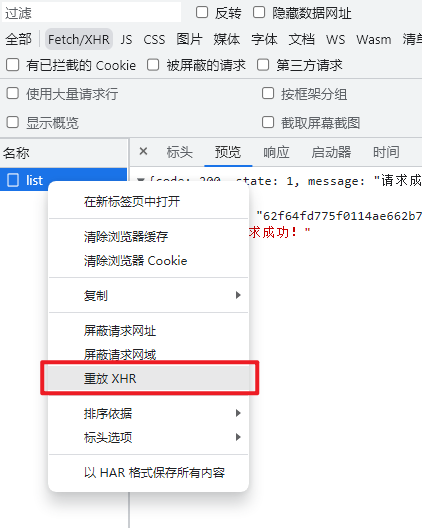 过滤 反转 隐藏数据网址
全部 Fetch/XHR JS CSS 图片 媒体 字体 文档 WS Wasm 清单
有已拦截的 Cookie 被屏蔽的请求 第三方请求
使用大量请求行 按框架分组
显示概览 截取屏幕截图
名称 × 标头 预览 响应 启动器 时间
list ▼{code: 200, state: 1, message: "请求成
在新标签页中打开
"62f64fd775f0114ae662b7
清除浏览器缓存 求成功！"
清除浏览器 Cookie
复制
屏蔽请求网址
屏蔽请求网域
重放 XHR
排序依据
标头选项
以 HAR 格式保存所有内容